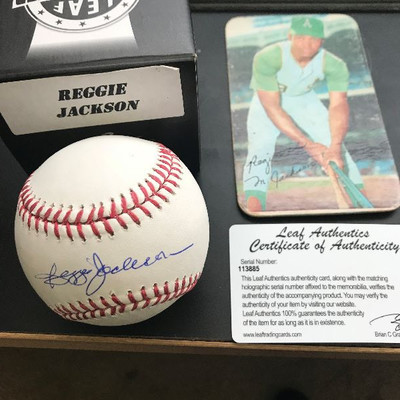 LEAF
REGGIE
JACKSON
Reggie Jackson
Reggie
M. Jackson
Leaf Authentics
Certificate of Authenticity
Serial Number:
113885
This Leaf Authentics authenticity card, along with the matching
holographic serial number affixed to the memorabilia, verifies the
authenticity of the accompanying product. You may verify the
authenticity of item by visiting our website.
Leaf Authentics 100% guarantees the authenticity
of the item for as long as it is in existence.
www.leaftradingcards.com
Brian C. Gra